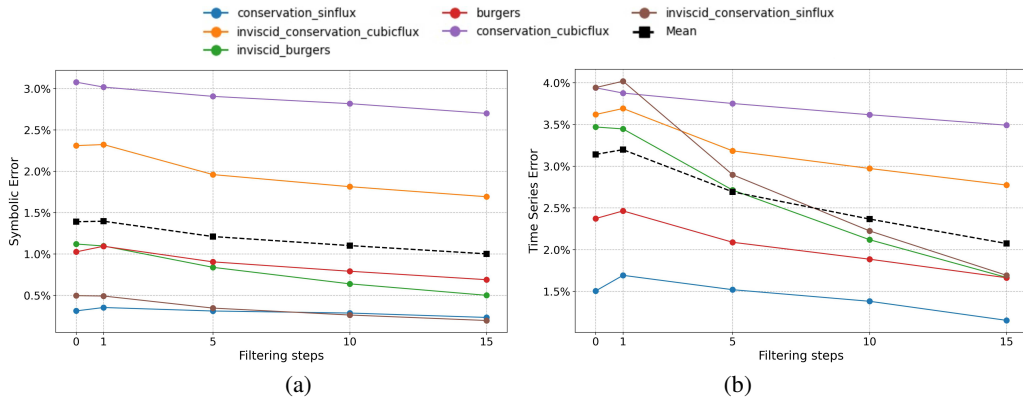 conservation_sinflux
burgers
inviscid_conservation_sinflux
inviscid_conservation_cubicflux
conservation_cubicflux
Mean
inviscid_burgers
3.0%
2.5%
2.0%
1.5%
1.0%
0.5%
Symbolic Error
0 1 5 10 15
Filtering steps
(a)
4.0%
3.5%
3.0%
2.5%
2.0%
1.5%
Time Series Error
0 1 5 10 15
Filtering steps
(b)